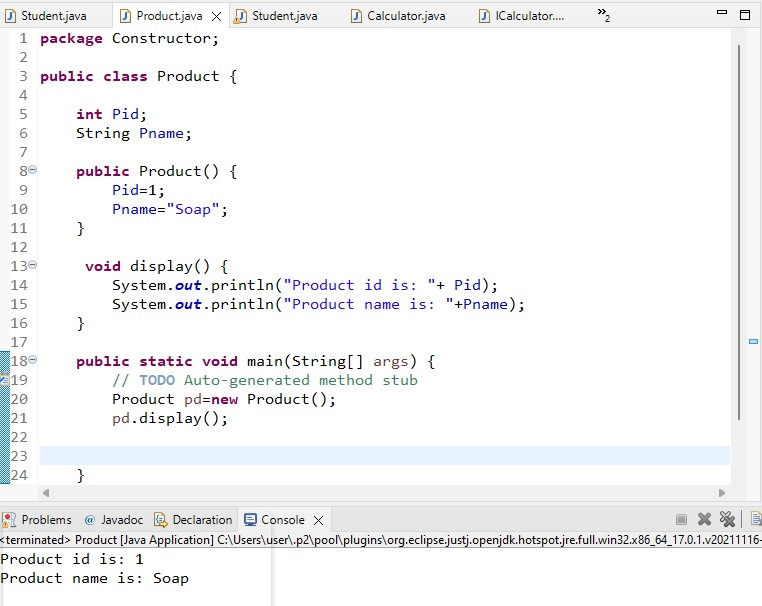 Student.java Product.java Student.java Calculator.java ICalculator.... »2
1 package Constructor;
2
3 public class Product {
4
5 int Pid;
6 String Pname;
7
8 public Product() {
9 Pid=1;
10 Pname="Soap";
11 }
12
13 void display() {
14 System.out.println("Product id is: "+ Pid);
15 System.out.println("Product name is: "+Pname);
16 }
17
18 public static void main(String[] args) {
19 // TODO Auto-generated method stub
20 Product pd=new Product();
21 pd.display();
22
23
24 }
Problems @ Javadoc Declaration Console
<terminated> Product [Java Application] C:\Users\user\.p2\pool\plugins\org.eclipse.justj.openjdk.hotspot.jre.full.win32.x86_64_17.0.1.v20211116-
Product id is: 1
Product name is: Soap